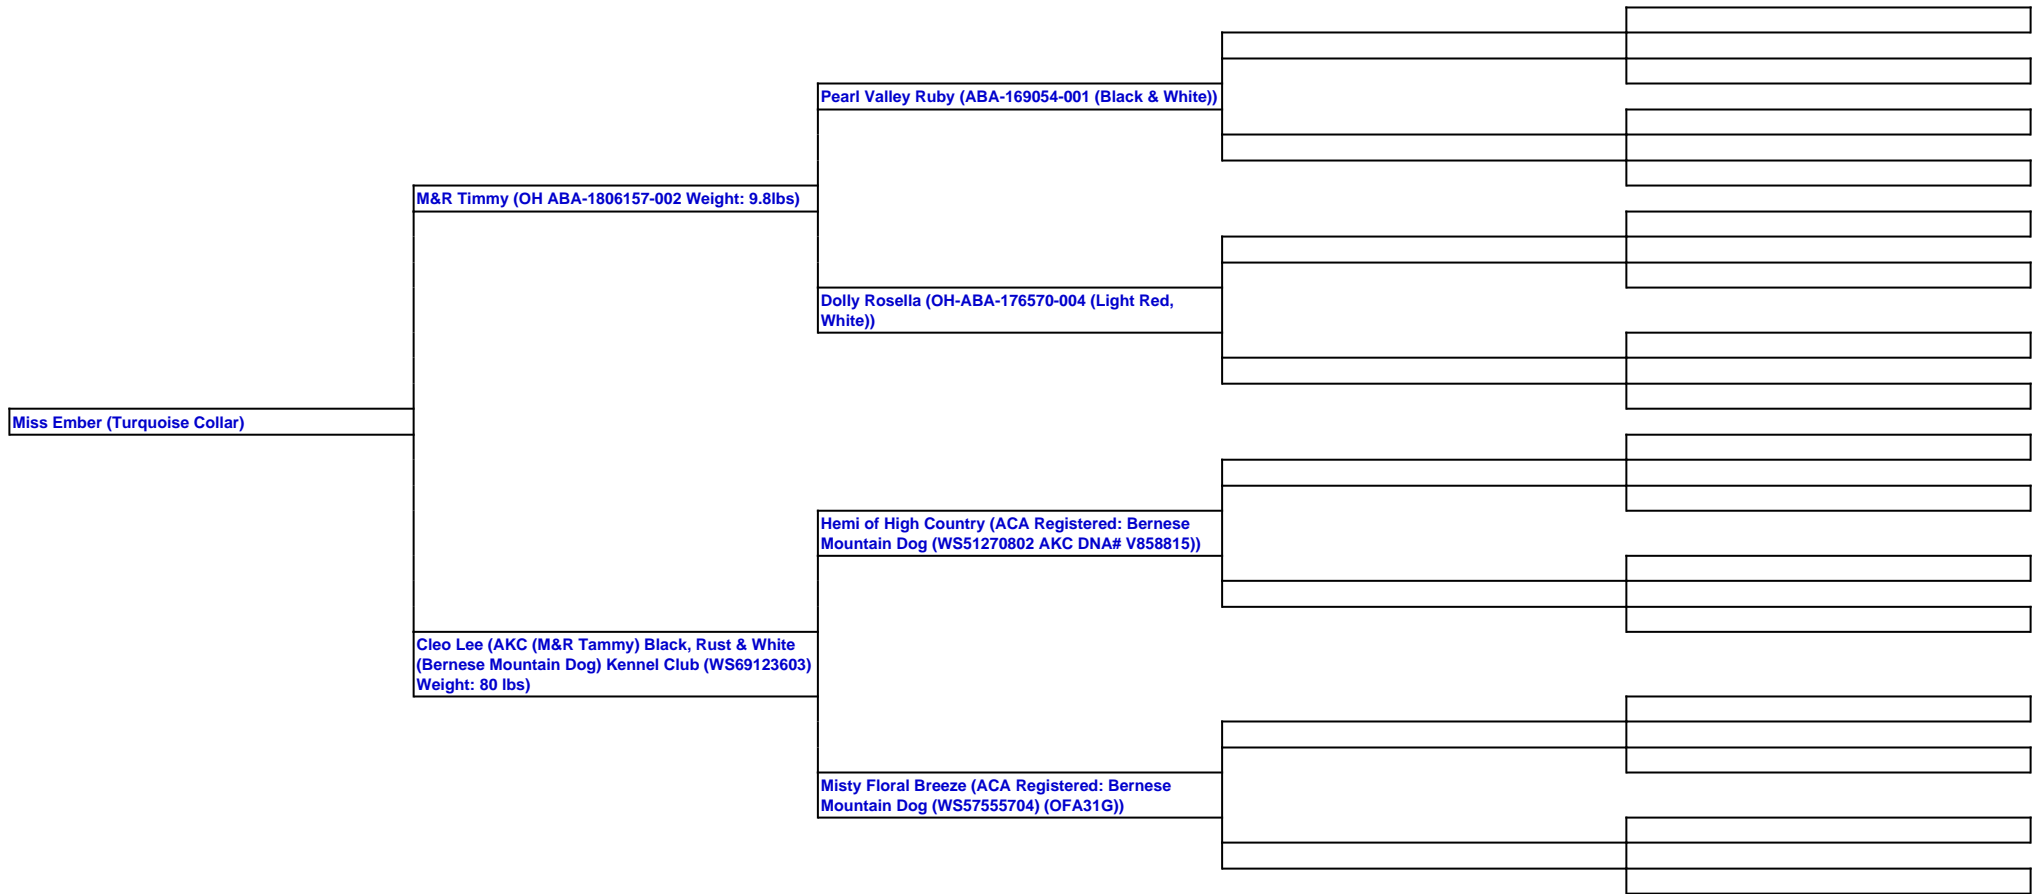 Pearl Valley Ruby (ABA-169054-001 (Black & White))
M&R Timmy (OH ABA-1806157-002 Weight: 9.8lbs)
Dolly Rosella (OH-ABA-176570-004 (Light Red,
White))
Miss Ember (Turquoise Collar)
Hemi of High Country (ACA Registered: Bernese
Mountain Dog (WS51270802 AKC DNA# V858815))
Cleo Lee (AKC (M&R Tammy) Black, Rust & White
(Bernese Mountain Dog) Kennel Club (WS69123603)
Weight: 80 lbs)
Misty Floral Breeze (ACA Registered: Bernese
Mountain Dog (WS57555704) (OFA31G))